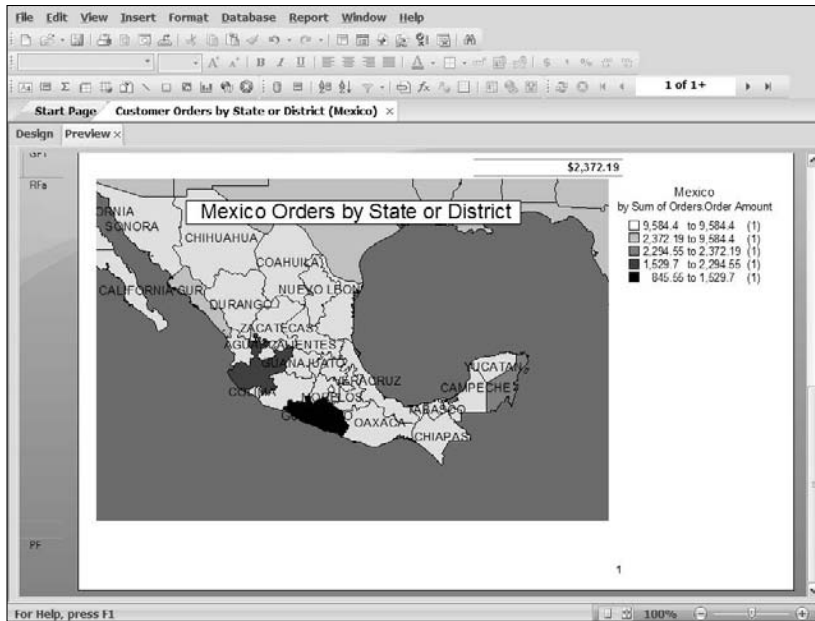 File Edit View Insert Format Database Report Window Help
1 of 1+
Start Page Customer Orders by State or District (Mexico) ×
Design Preview ×
RFa
$2,372.19
Mexico Orders by State or District
SONORA
CHIHUAHUA
COAHUILA
CALIFORNIA SUR
NUEVO LEON
DURANGO
ZACATECAS
GUANAJUATO
COLIMA
MORELOS
VERACRUZ
OAXACA
TABASCO
CHIAPAS
YUCATAN
CAMPECHE
Mexico
by Sum of Orders.Order Amount
9,584.4 to 9,584.4 (1)
2,372.19 to 9,584.4 (1)
2,294.55 to 2,372.19 (1)
1,529.7 to 2,294.55 (1)
845.55 to 1,529.7 (1)
PF
1
For Help, press F1
100%